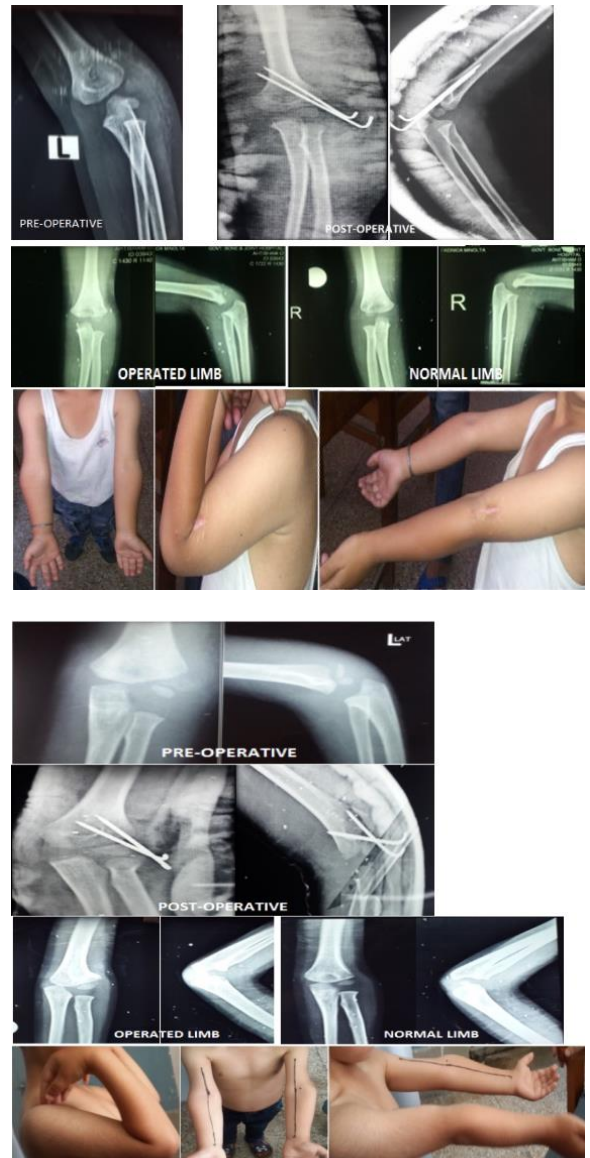 L
PRE-OPERATIVE
POST-OPERATIVE
R
R
OPERATED LIMB
NORMAL LIMB
L LAT
PRE-OPERATIVE
POST-OPERATIVE
OPERATED LIMB
NORMAL LIMB